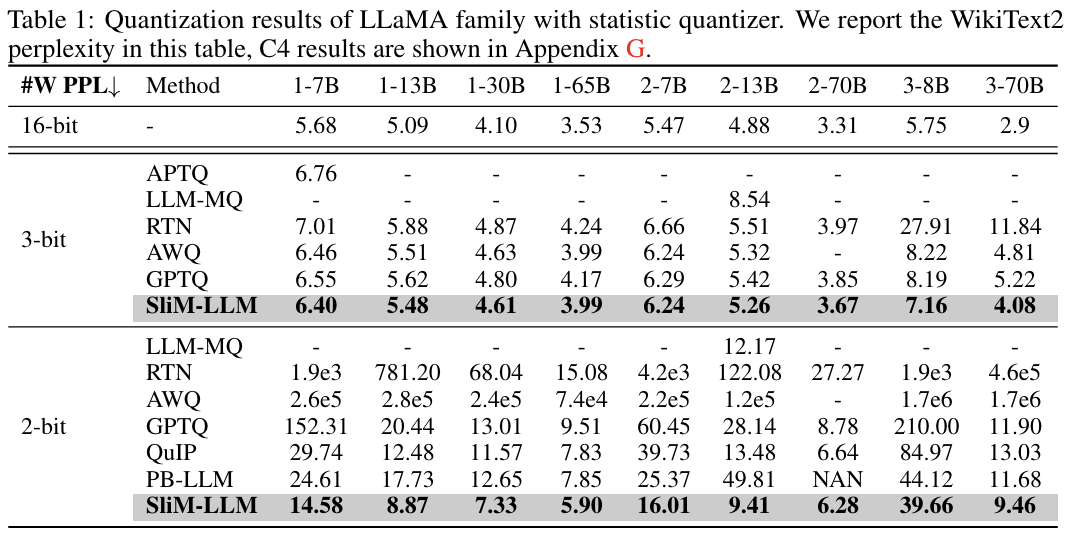 Table 1: Quantization results of LLaMA family with statistic quantizer. We report the WikiText2
perplexity in this table, C4 results are shown in Appendix G.
#W PPL↓ Method 1-7B 1-13B 1-30B 1-65B 2-7B 2-13B 2-70B 3-8B 3-70B
16-bit - 5.68 5.09 4.10 3.53 5.47 4.88 3.31 5.75 2.9
APTQ 6.76 - - - - - - - -
LLM-MQ - - - - - 8.54 - - -
3-bit RTN 7.01 5.88 4.87 4.24 6.66 5.51 3.97 27.91 11.84
AWQ 6.46 5.51 4.63 3.99 6.24 5.32 - 8.22 4.81
GPTQ 6.55 5.62 4.80 4.17 6.29 5.42 3.85 8.19 5.22
SliM-LLM 6.40 5.48 4.61 3.99 6.24 5.26 3.67 7.16 4.08
LLM-MQ - - - - - 12.17 - - -
RTN 1.9e3 781.20 68.04 15.08 4.2e3 122.08 27.27 1.9e3 4.6e5
AWQ 2.6e5 2.8e5 2.4e5 7.4e4 2.2e5 1.2e5 - 1.7e6 1.7e6
2-bit GPTQ 152.31 20.44 13.01 9.51 60.45 28.14 8.78 210.00 11.90
QuIP 29.74 12.48 11.57 7.83 39.73 13.48 6.64 84.97 13.03
PB-LLM 24.61 17.73 12.65 7.85 25.37 49.81 NAN 44.12 11.68
SliM-LLM 14.58 8.87 7.33 5.90 16.01 9.41 6.28 39.66 9.46